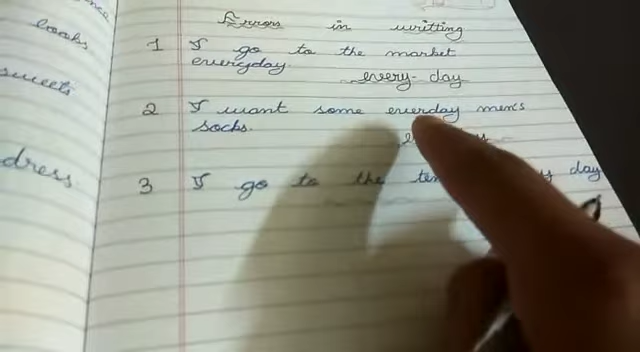 books
sweets
dress
Errors in writting
1 I go to the market
everyday.
every-day
2 I want some everday men's
socks.
3 I go to the day